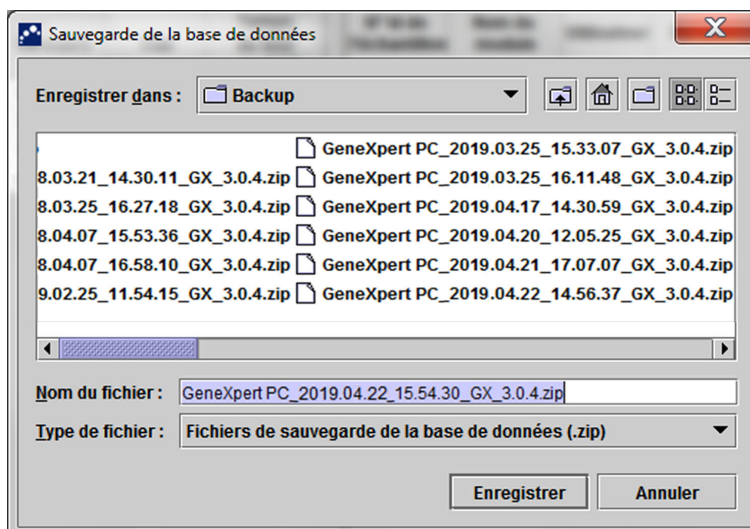 Sauvegarde de la base de données
Enregistrer dans :
Backup
GeneXpert PC_2019.03.25_15.33.07_GX_3.0.4.zip
8.03.21_14.30.11_GX_3.0.4.zip GeneXpert PC_2019.03.25_16.11.48_GX_3.0.4.zip
8.03.25_16.27.18_GX_3.0.4.zip GeneXpert PC_2019.04.17_14.30.59_GX_3.0.4.zip
8.04.07_15.53.36_GX_3.0.4.zip GeneXpert PC_2019.04.20_12.05.25_GX_3.0.4.zip
8.04.07_16.58.10_GX_3.0.4.zip GeneXpert PC_2019.04.21_17.07.07_GX_3.0.4.zip
9.02.25_11.54.15_GX_3.0.4.zip GeneXpert PC_2019.04.22_14.56.37_GX_3.0.4.zip
Nom du fichier : GeneXpert PC_2019.04.22_15.54.30_GX_3.0.4.zip
Type de fichier : Fichiers de sauvegarde de la base de données (.zip)
Enregistrer Annuler